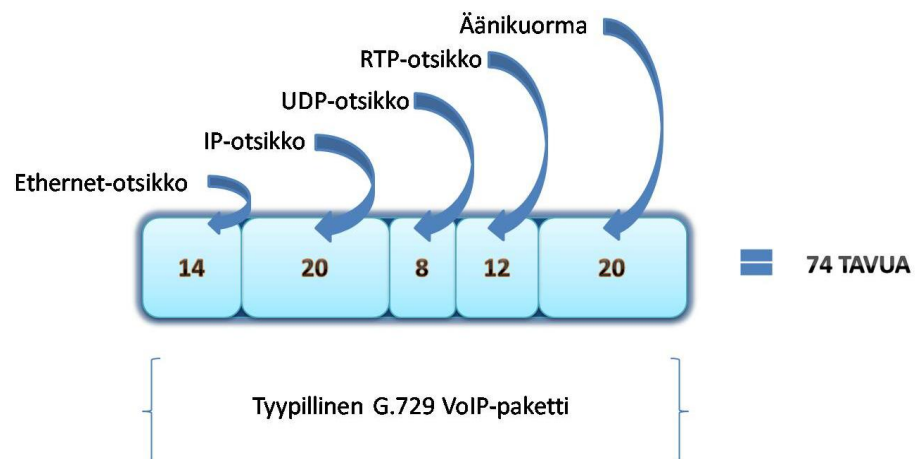 Äänikuorma
RTP-otsikko
UDP-otsikko
IP-otsikko
Ethernet-otsikko
14 20 8 12 20 = 74 TAVUA
Tyypillinen G.729 VoIP-paketti